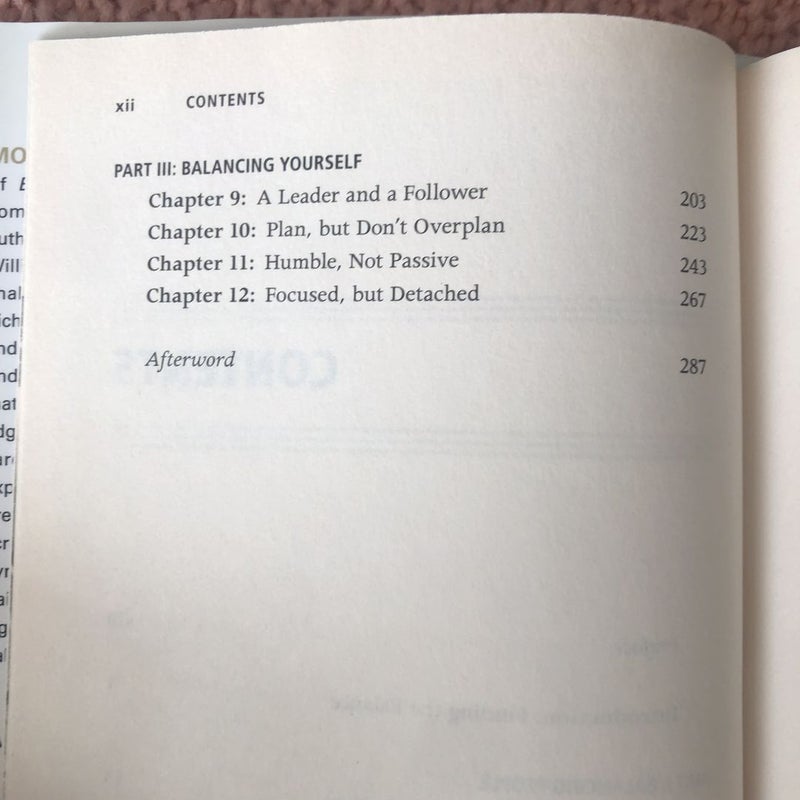 xii CONTENTS
PART III: BALANCING YOURSELF
Chapter 9: A Leader and a Follower 203
Chapter 10: Plan, but Don't Overplan 223
Chapter 11: Humble, Not Passive 243
Chapter 12: Focused, but Detached 267
Afterword 287